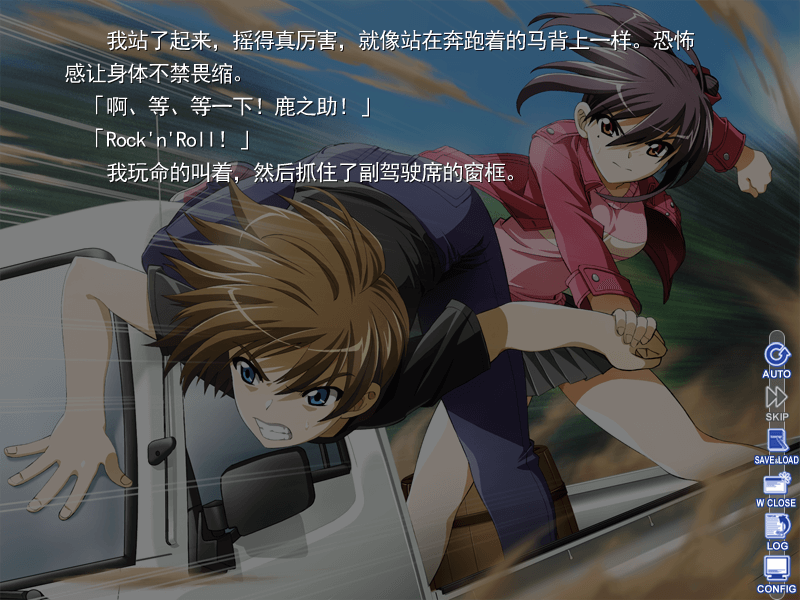 我站了起来，摇得真厉害，就像站在奔跑着的马背上一样。恐怖
感让身体不禁畏缩。
「啊、等、等一下！鹿之助！」
「Rock'n'Roll！」
我玩命的叫着，然后抓住了副驾驶席的窗框。
AUTO
SKIP
SAVE&LOAD
W CLOSE
LOG
CONFIG